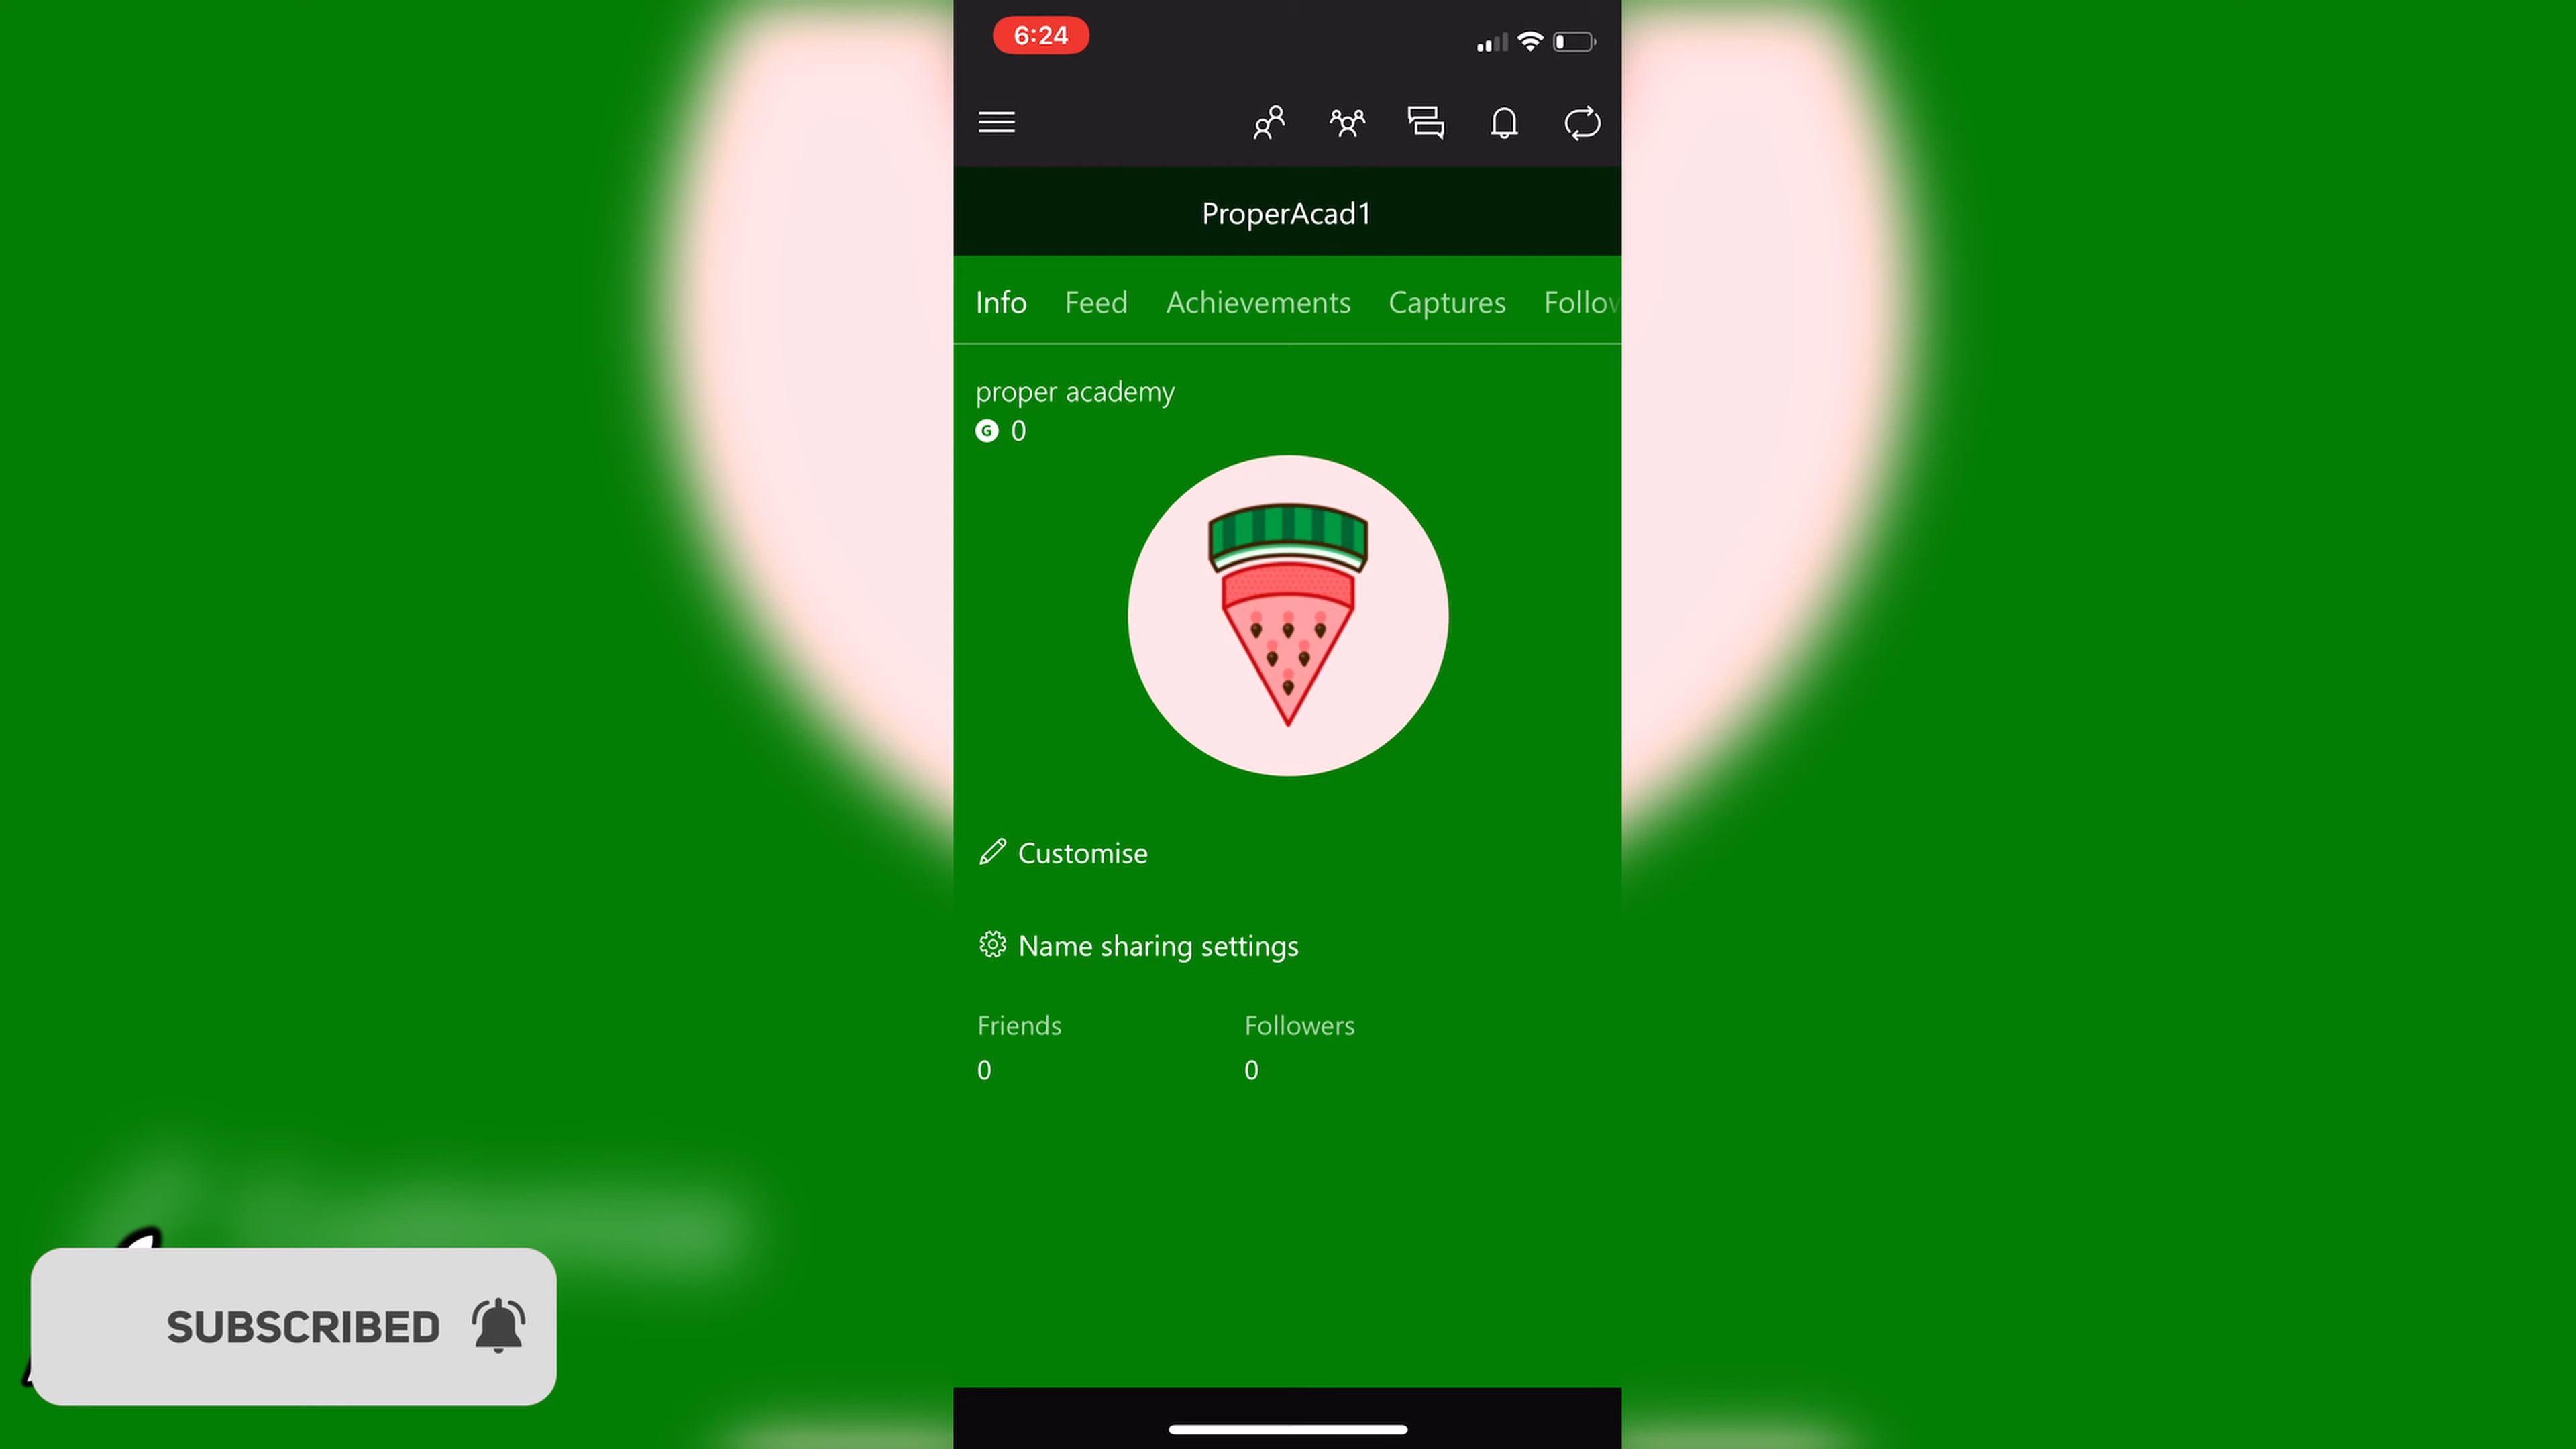 6:24
ProperAcad1
Info Feed Achievements Captures Follow
proper academy
G 0
Customise
Name sharing settings
Friends Followers
0 0
SUBSCRIBED